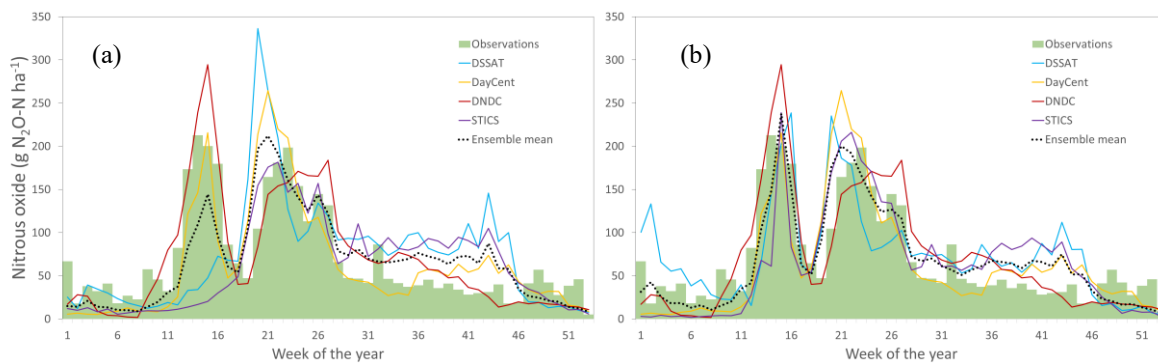 Nitrous oxide (g N₂O-N ha⁻¹)
350
300
250
200
150
100
50
0
(a)
Observations
DSSAT
DayCent
DNDC
STICS
Ensemble mean
1 6 11 16 21 26 31 36 41 46 51
Week of the year
350
300
250
200
150
100
50
0
(b)
Observations
DSSAT
DayCent
DNDC
STICS
Ensemble mean
1 6 11 16 21 26 31 36 41 46 51
Week of the year